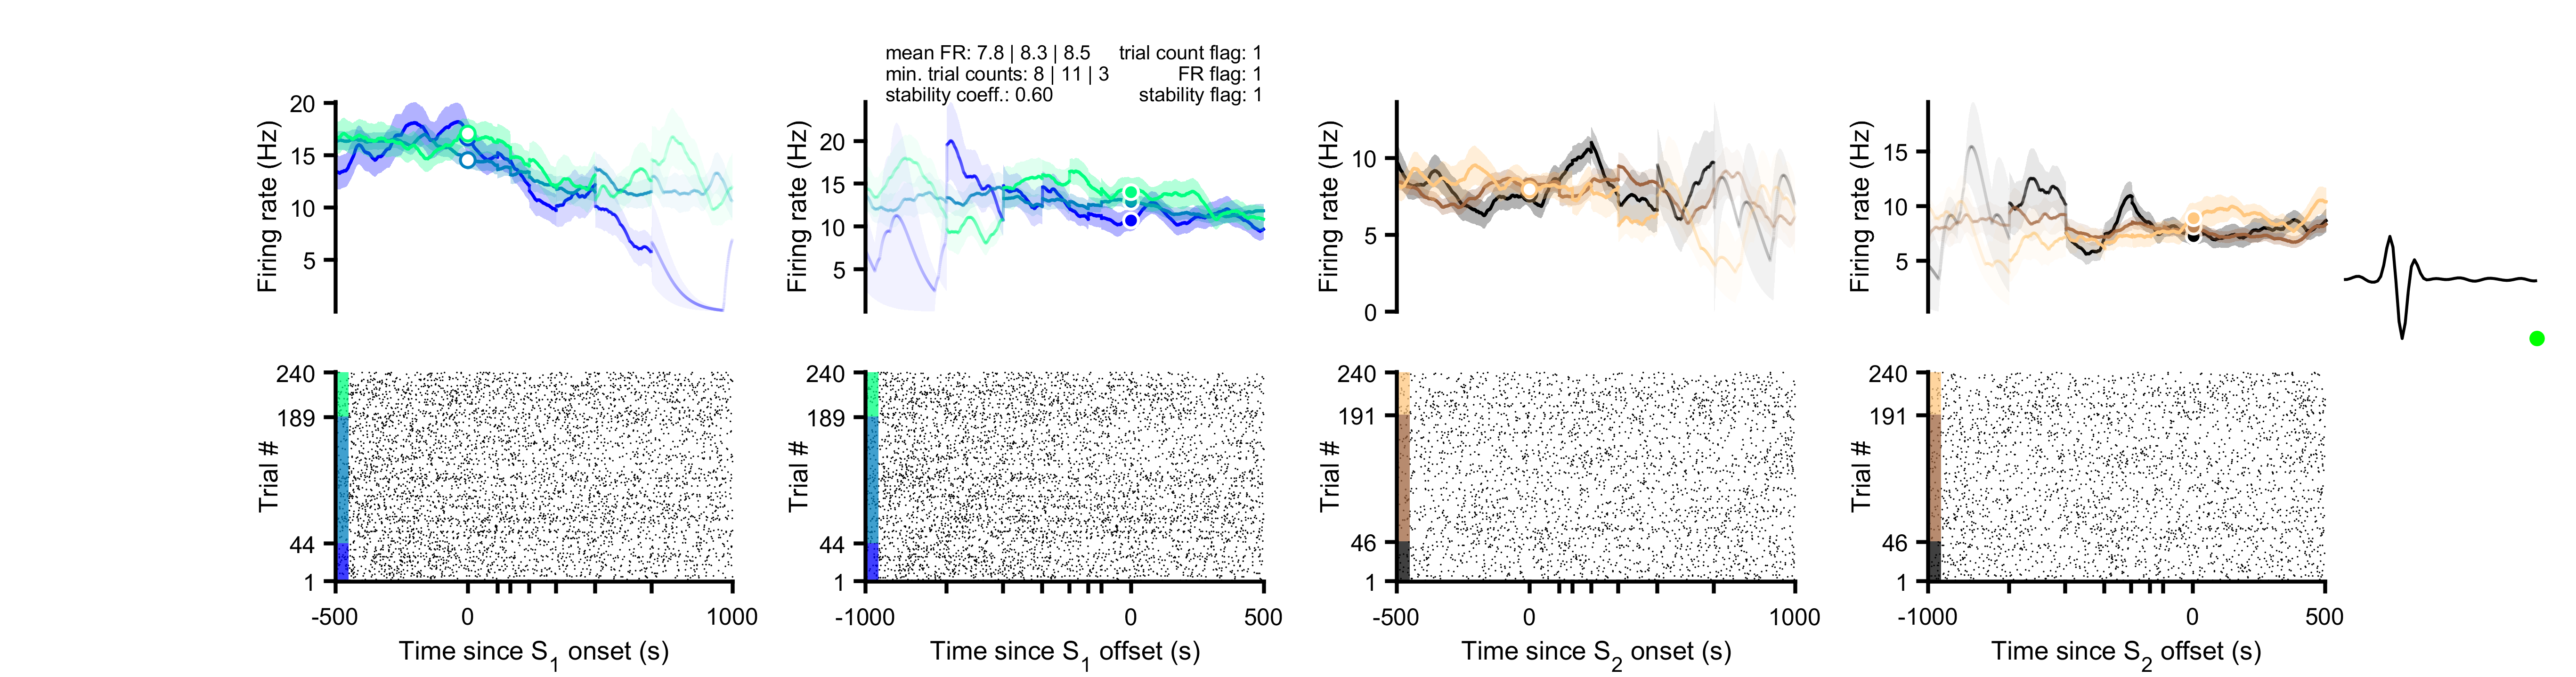 mean FR: 7.8 | 8.3 | 8.5 trial count flag: 1
min. trial counts: 8 | 11 | 3 FR flag: 1
stability coeff.: 0.60 stability flag: 1
Firing rate (Hz)
20
15
10
5
Firing rate (Hz)
20
15
10
5
Firing rate (Hz)
10
5
0
Firing rate (Hz)
15
10
5
Trial #
240
189
44
1
-500 0 1000
Time since S1 onset (s)
Trial #
240
189
44
1
-1000 0 500
Time since S1 offset (s)
Trial #
240
191
46
1
-500 0 1000
Time since S2 onset (s)
Trial #
240
191
46
1
-1000 0 500
Time since S2 offset (s)